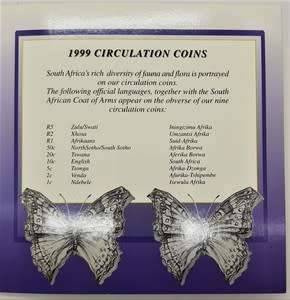 1999 CIRCULATION COINS
South Africa's rich diversity of fauna and flora is portrayed
on our circulation coins.
The following official languages, together with the South
African Coat of Arms appear on the obverse of our nine
circulation coins:
R5 Zulu/Swati Iningizimu Afrika
R2 Xhosa Umzantsi Afrika
R1 Afrikaans Suid Afrika
50c NorthSotho/South Sotho Afrika Borwa
20c Tswana Aferika Borwa
10c English South Africa
5c Tsonga Afrika-Dzonga
2c Venda Afurika-Tshipembe
1c Ndebele Isewula Afrika